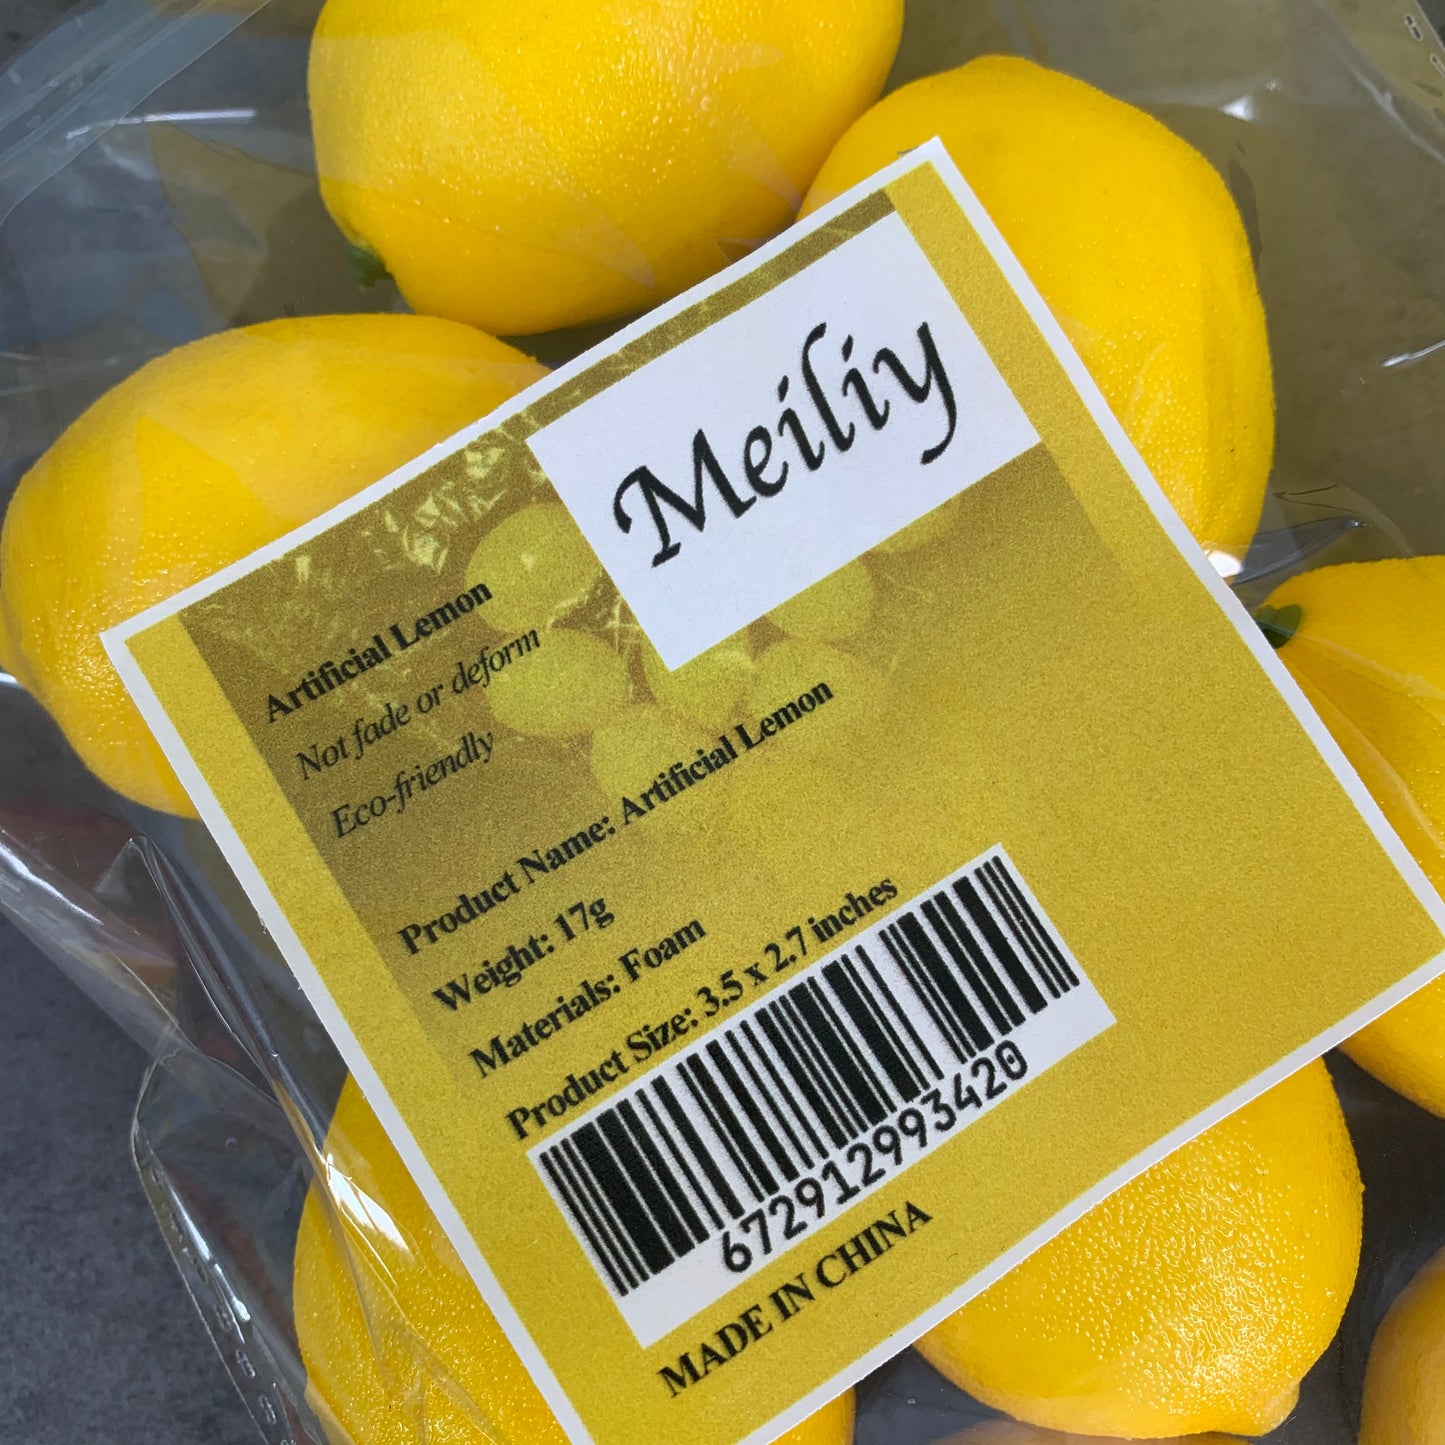 Meiliy
Artificial Lemon
Not fade or deform
Eco-friendly
Product Name: Artificial Lemon
Weight: 17g
Materials: Foam
Product Size: 3.5 x 2.7 inches
672912993420
MADE IN CHINA